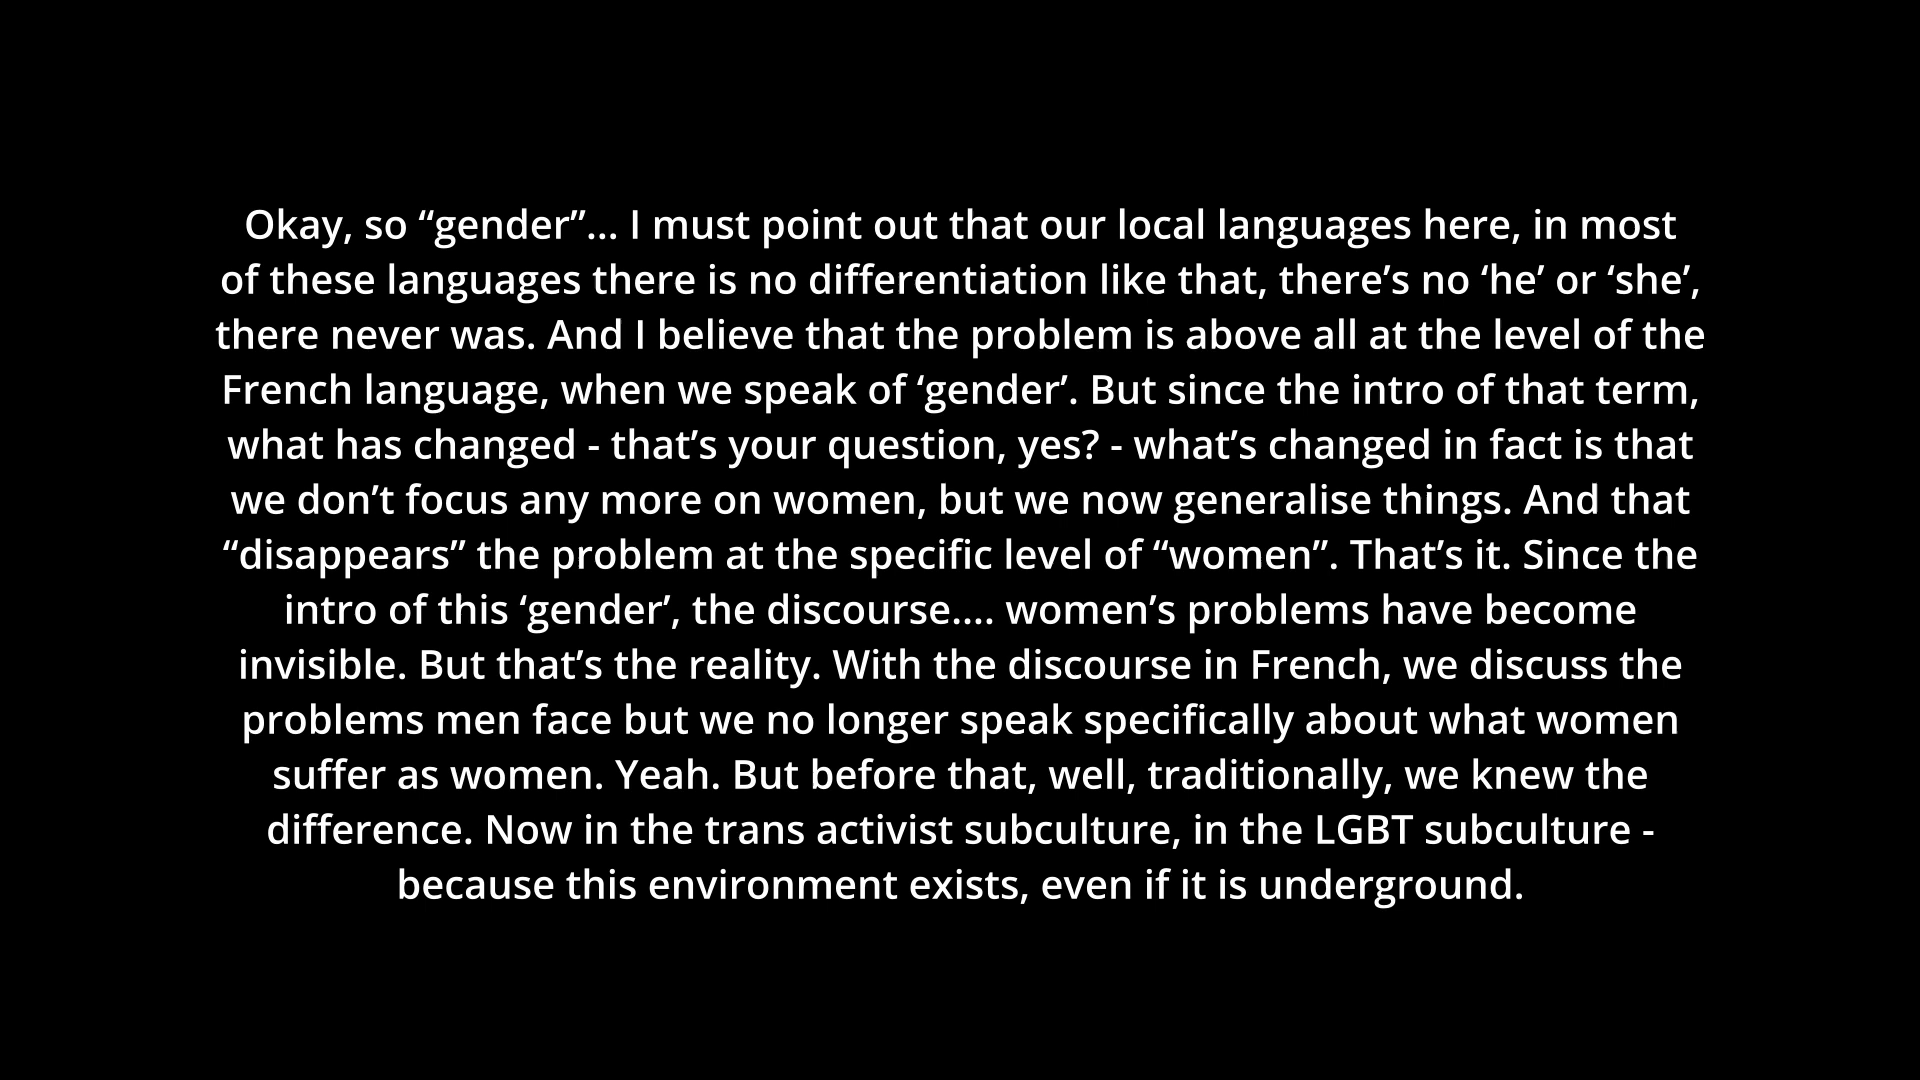 Okay, so “gender”... I must point out that our local languages here, in most
of these languages there is no differentiation like that, there’s no ‘he’ or ‘she’,
there never was. And I believe that the problem is above all at the level of the
French language, when we speak of ‘gender’. But since the intro of that term,
what has changed - that’s your question, yes? - what’s changed in fact is that
we don’t focus any more on women, but we now generalise things. And that
“disappears” the problem at the specific level of “women”. That’s it. Since the
intro of this ‘gender’, the discourse.... women’s problems have become
invisible. But that’s the reality. With the discourse in French, we discuss the
problems men face but we no longer speak specifically about what women
suffer as women. Yeah. But before that, well, traditionally, we knew the
difference. Now in the trans activist subculture, in the LGBT subculture -
because this environment exists, even if it is underground.